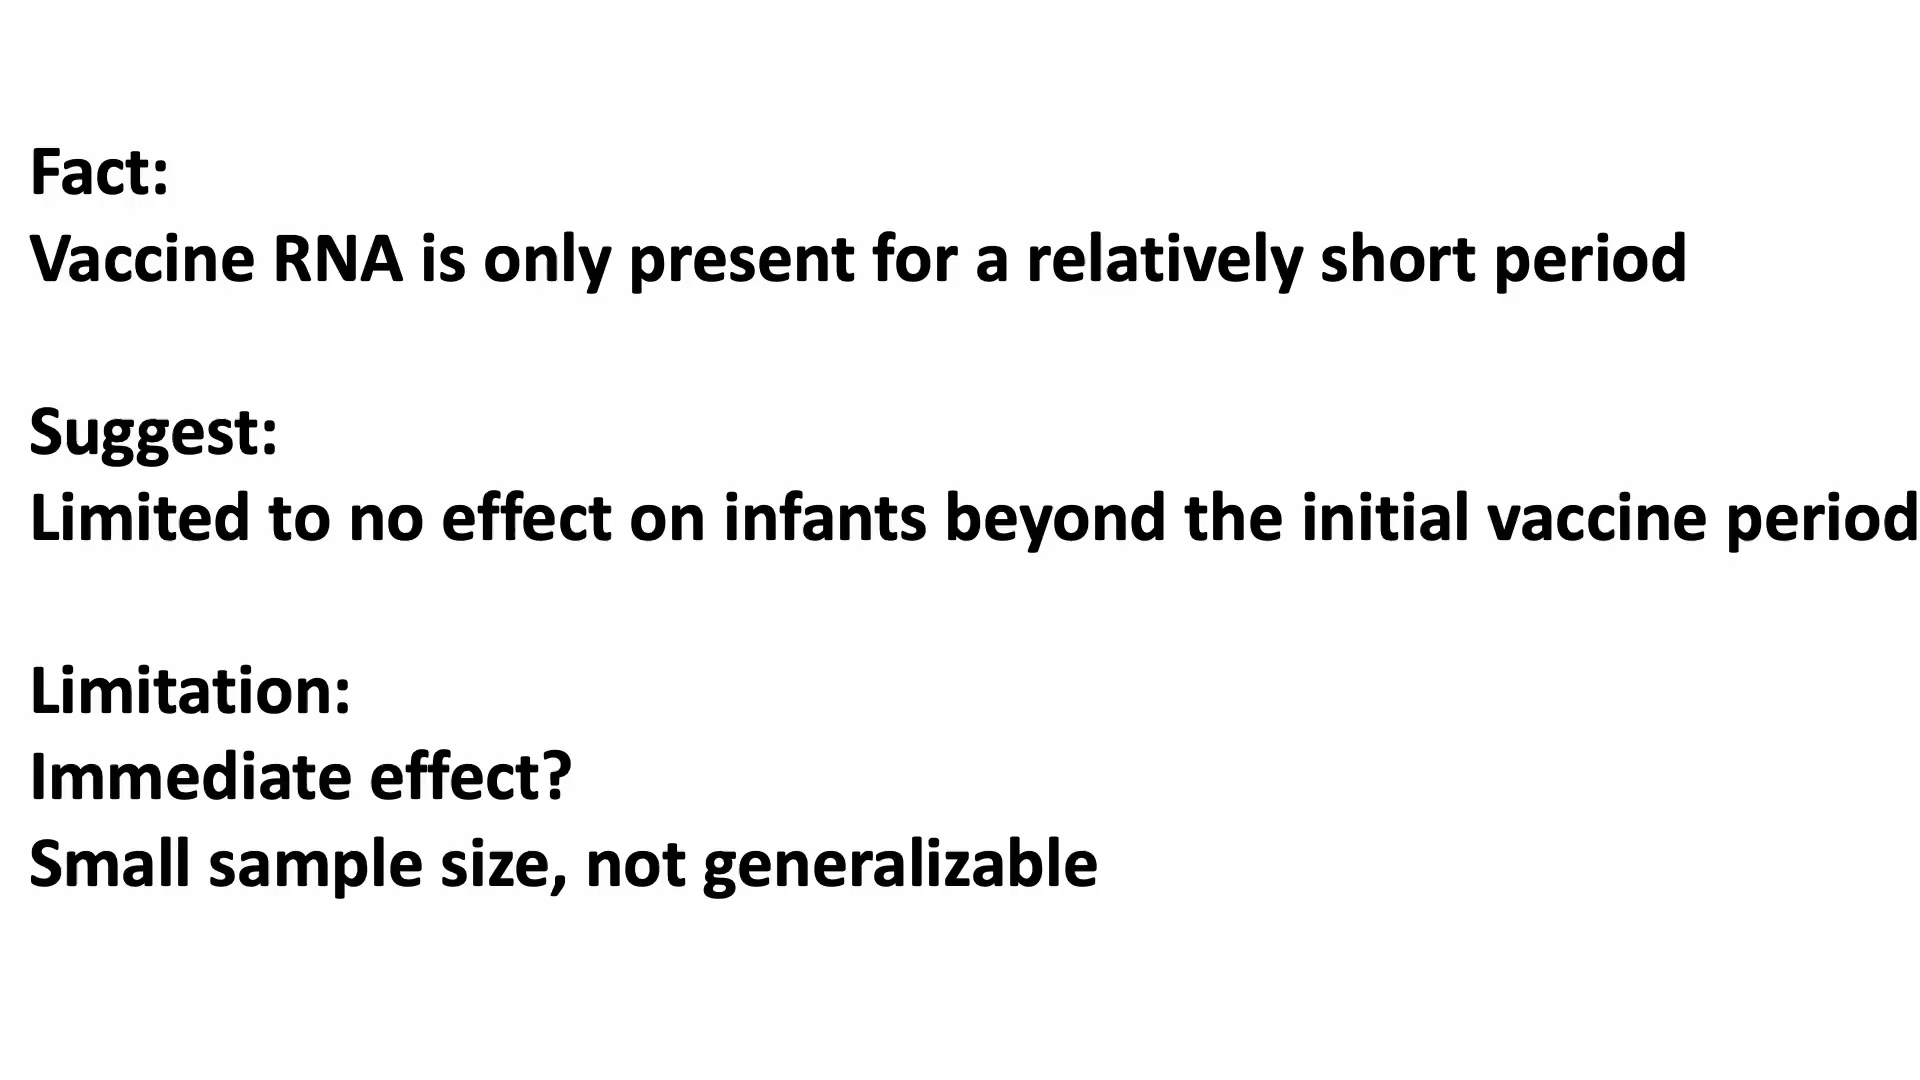 Fact:
Vaccine RNA is only present for a relatively short period
Suggest:
Limited to no effect on infants beyond the initial vaccine period
Limitation:
Immediate effect?
Small sample size, not generalizable